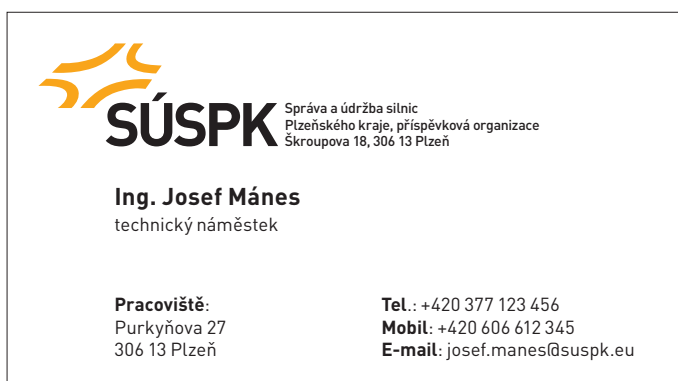 SÚSPK
Správa a údržba silnic
Plzeňského kraje, příspěvková organizace
Škroupova 18, 306 13 Plzeň
Ing. Josef Mánes
technický náměstek
Pracoviště:
Purkyňova 27
306 13 Plzeň
Tel.: +420 377 123 456
Mobil: +420 606 612 345
E-mail: josef.manes@suspk.eu